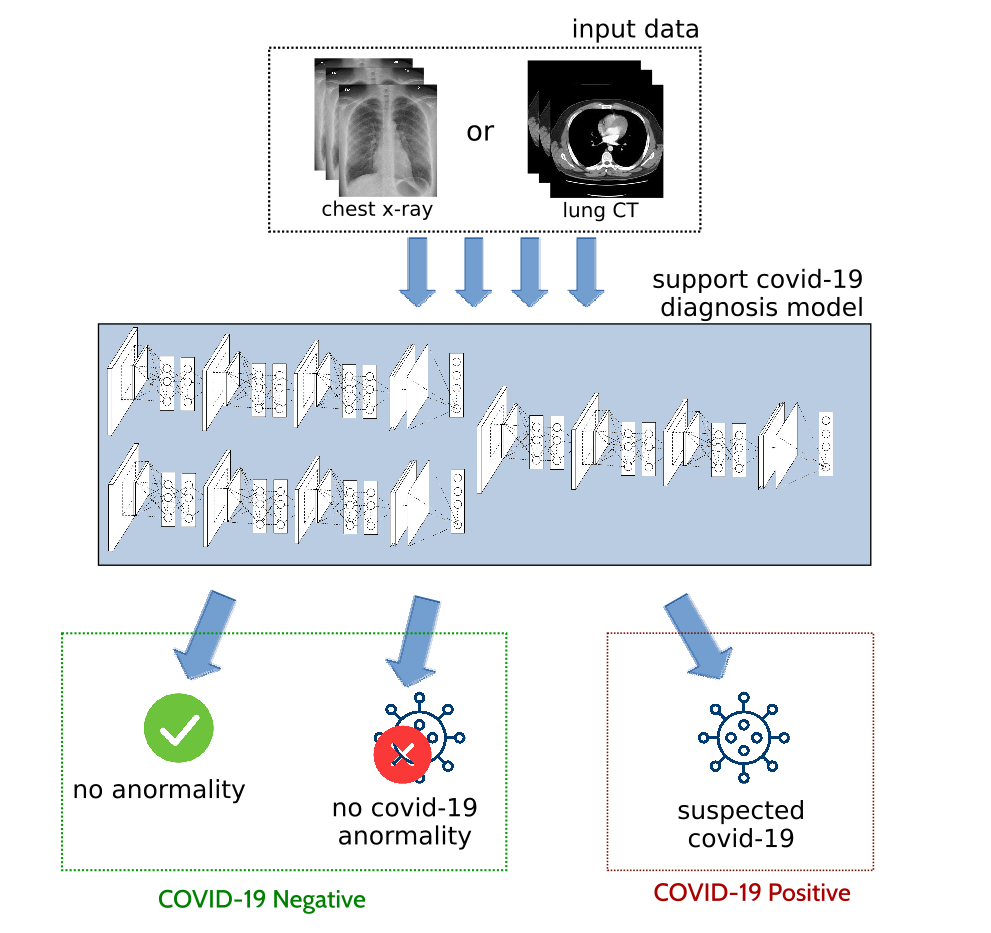 input data
or
chest x-ray
lung CT
support covid-19
diagnosis model
no anormality
no covid-19
anormality
suspected
covid-19
COVID-19 Negative
COVID-19 Positive